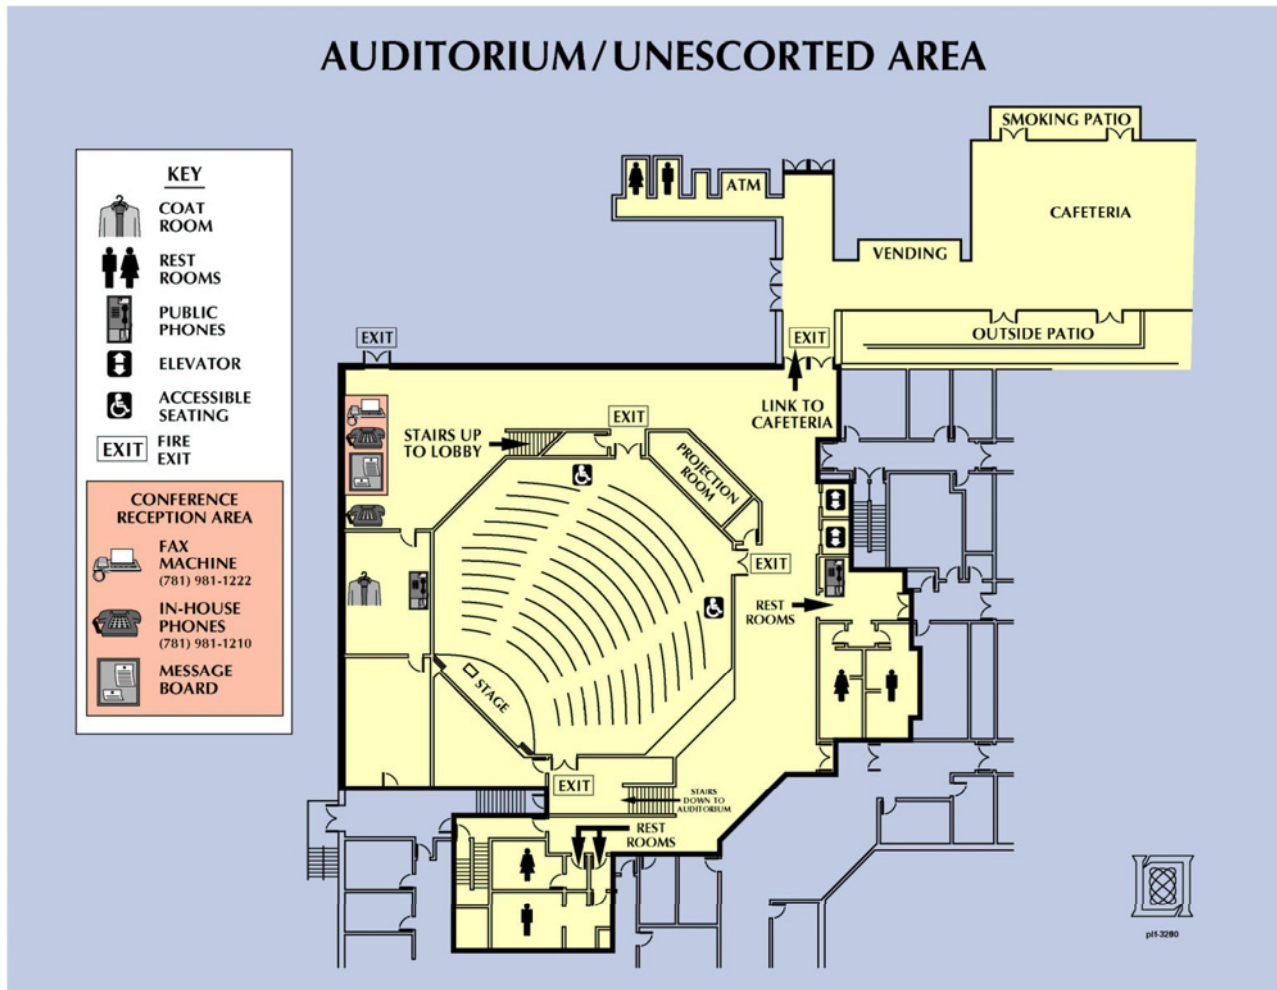 AUDITORIUM/UNESCORTED AREA
KEY
COAT
ROOM
REST
ROOMS
PUBLIC
PHONES
ELEVATOR
ACCESSIBLE
SEATING
EXIT
FIRE
EXIT
CONFERENCE
RECEPTION AREA
FAX
MACHINE
(781) 981-1222
IN-HOUSE
PHONES
(781) 981-1210
MESSAGE
BOARD
SMOKING PATIO
ATM
CAFETERIA
VENDING
OUTSIDE PATIO
EXIT
EXIT
LINK TO
CAFETERIA
EXIT
STAIRS UP
TO LOBBY
PROJECTION
ROOM
EXIT
REST
ROOMS
STAGE
EXIT
STAIRS
DOWN TO
AUDITORIUM
REST
ROOMS
plf-3280